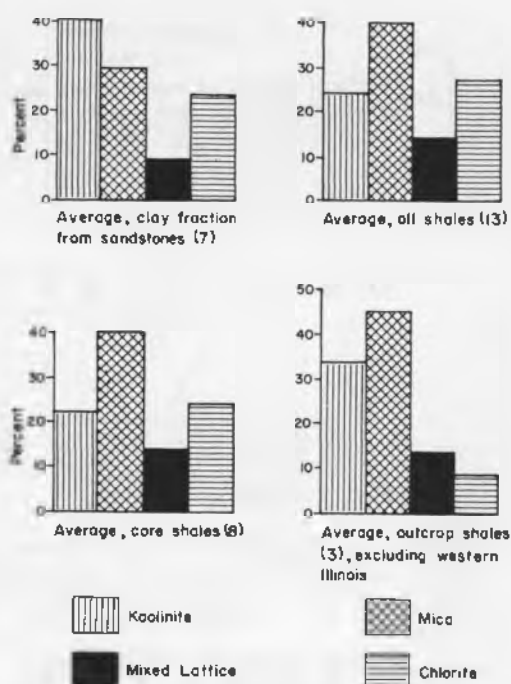 40
30
20
10
0
Percent
Average, clay fraction
from sandstones (7)
40
30
20
10
0
Average, all shales (13)
40
30
20
10
0
Percent
Average, core shales (8)
50
40
30
20
10
0
Average, outcrop shales
(3), excluding western
Illinois
Kaolinite
Mica
Mixed Lattice
Chlorite